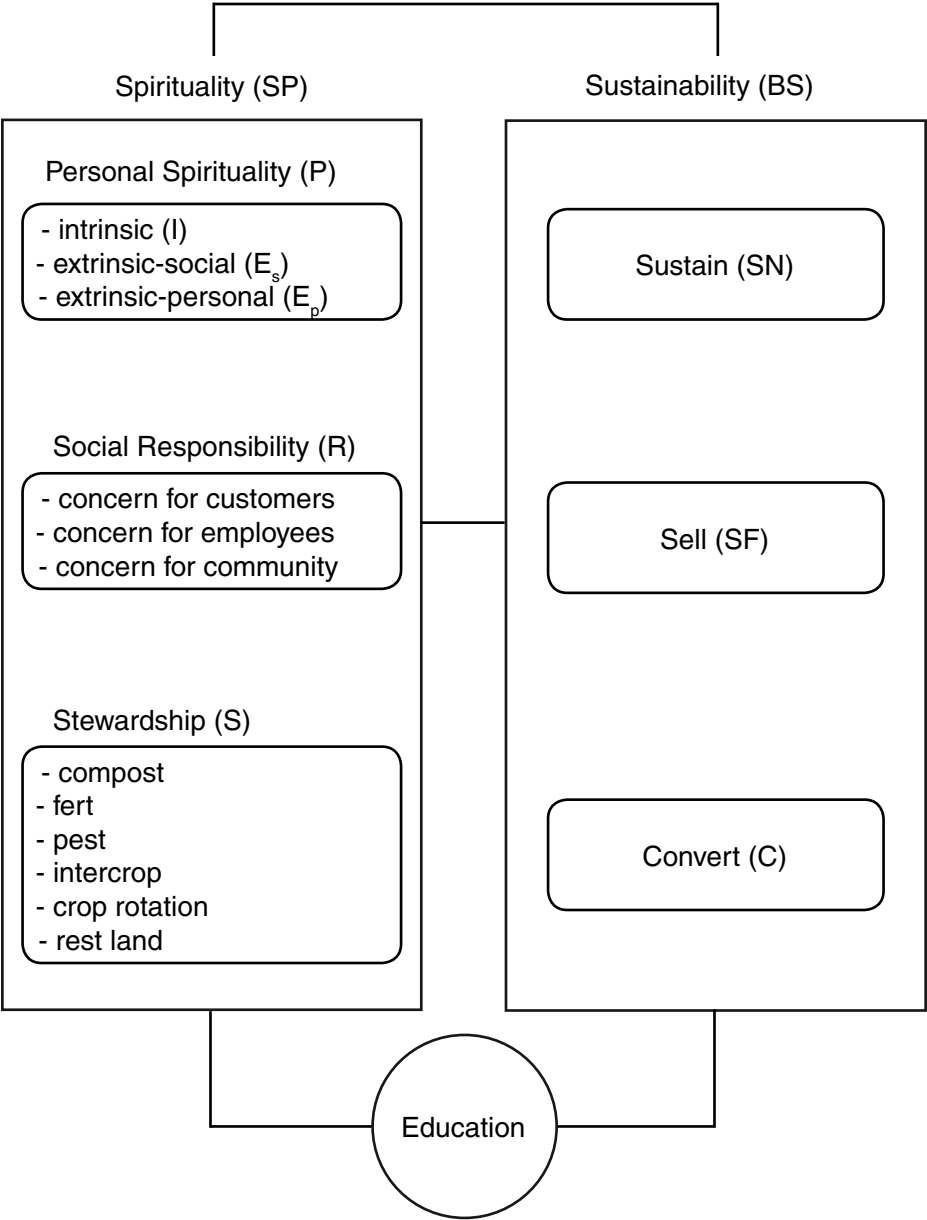 Spirituality (SP)
Personal Spirituality (P)
- intrinsic (I)
- extrinsic-social (Es)
- extrinsic-personal (Ep)
Social Responsibility (R)
- concern for customers
- concern for employees
- concern for community
Stewardship (S)
- compost
- fert
- pest
- intercrop
- crop rotation
- rest land
Sustainability (BS)
Sustain (SN)
Sell (SF)
Convert (C)
Education